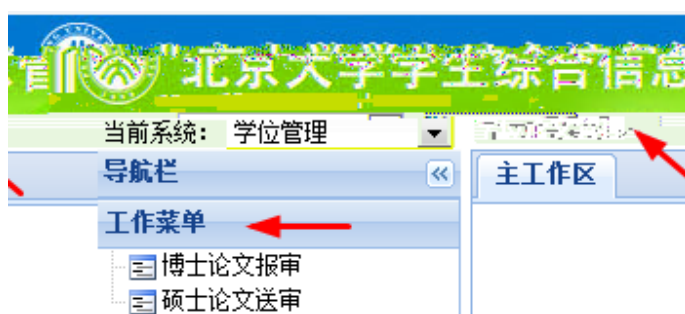 北京大学学生综合信息
当前系统： 学位管理
导航栏
主工作区
工作菜单
博士论文报审
硕士论文送审